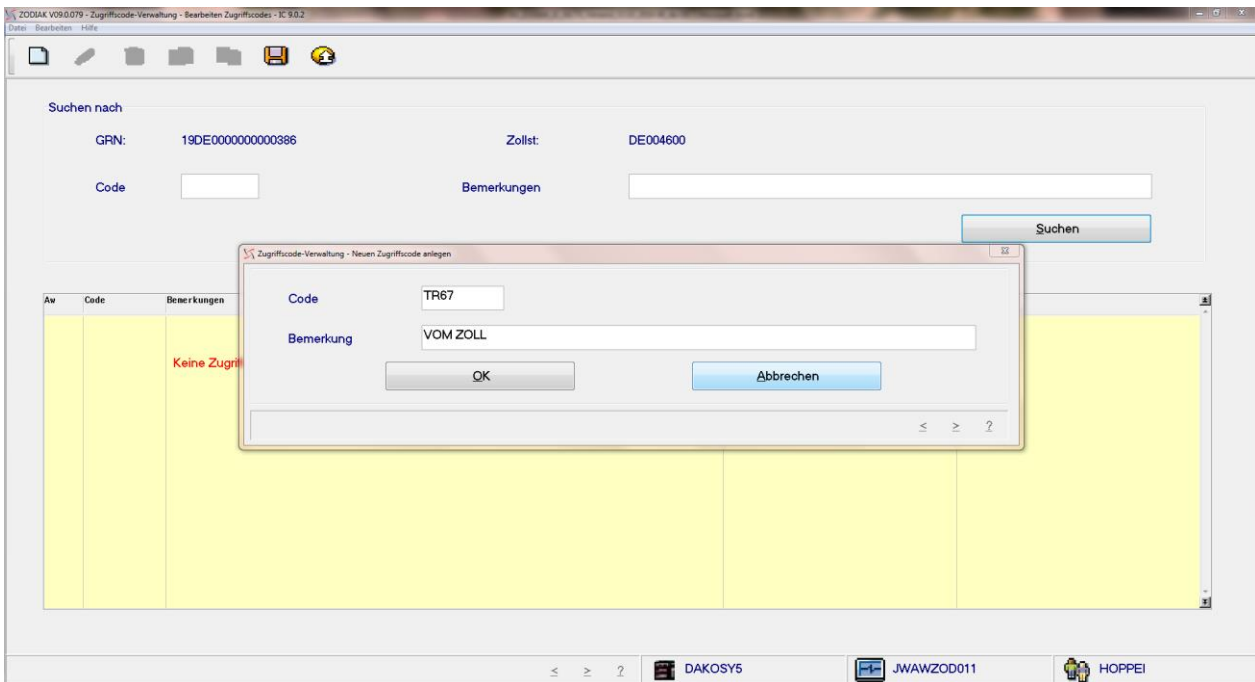 ZODIAK V09.0.079 - Zugriffscode-Verwaltung - Bearbeiten Zugriffscodes - IC 9.0.2
Datei Bearbeiten Hilfe
Suchen nach
GRN: 19DE0000000000386 Zollst: DE004600
Code Bemerkungen
Suchen
Zugriffscode-Verwaltung - Neuen Zugriffscode anlegen
Aw Code Bemerkungen
Code TR67
Bemerkung VOM ZOLL
Keine
OK Abbrechen
< > ?
< > ? DAKOSY5 JWAWZOD011 HOPPEI